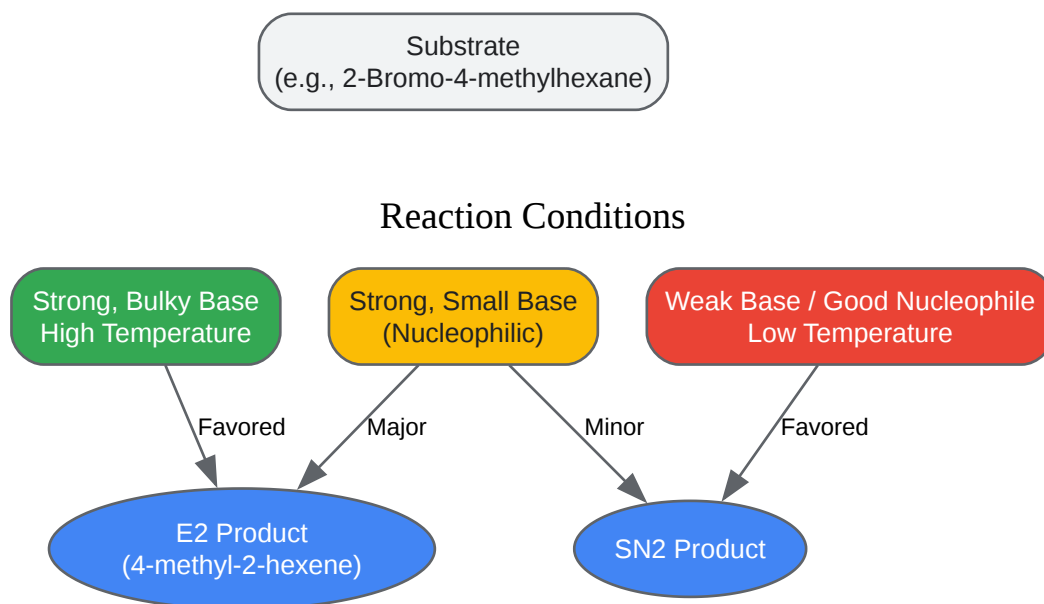 Substrate
(e.g., 2-Bromo-4-methylhexane)
Reaction Conditions
Strong, Bulky Base
High Temperature
Strong, Small Base
(Nucleophilic)
Weak Base / Good Nucleophile
Low Temperature
Favored
Major
Minor
Favored
E2 Product
(4-methyl-2-hexene)
SN2 Product